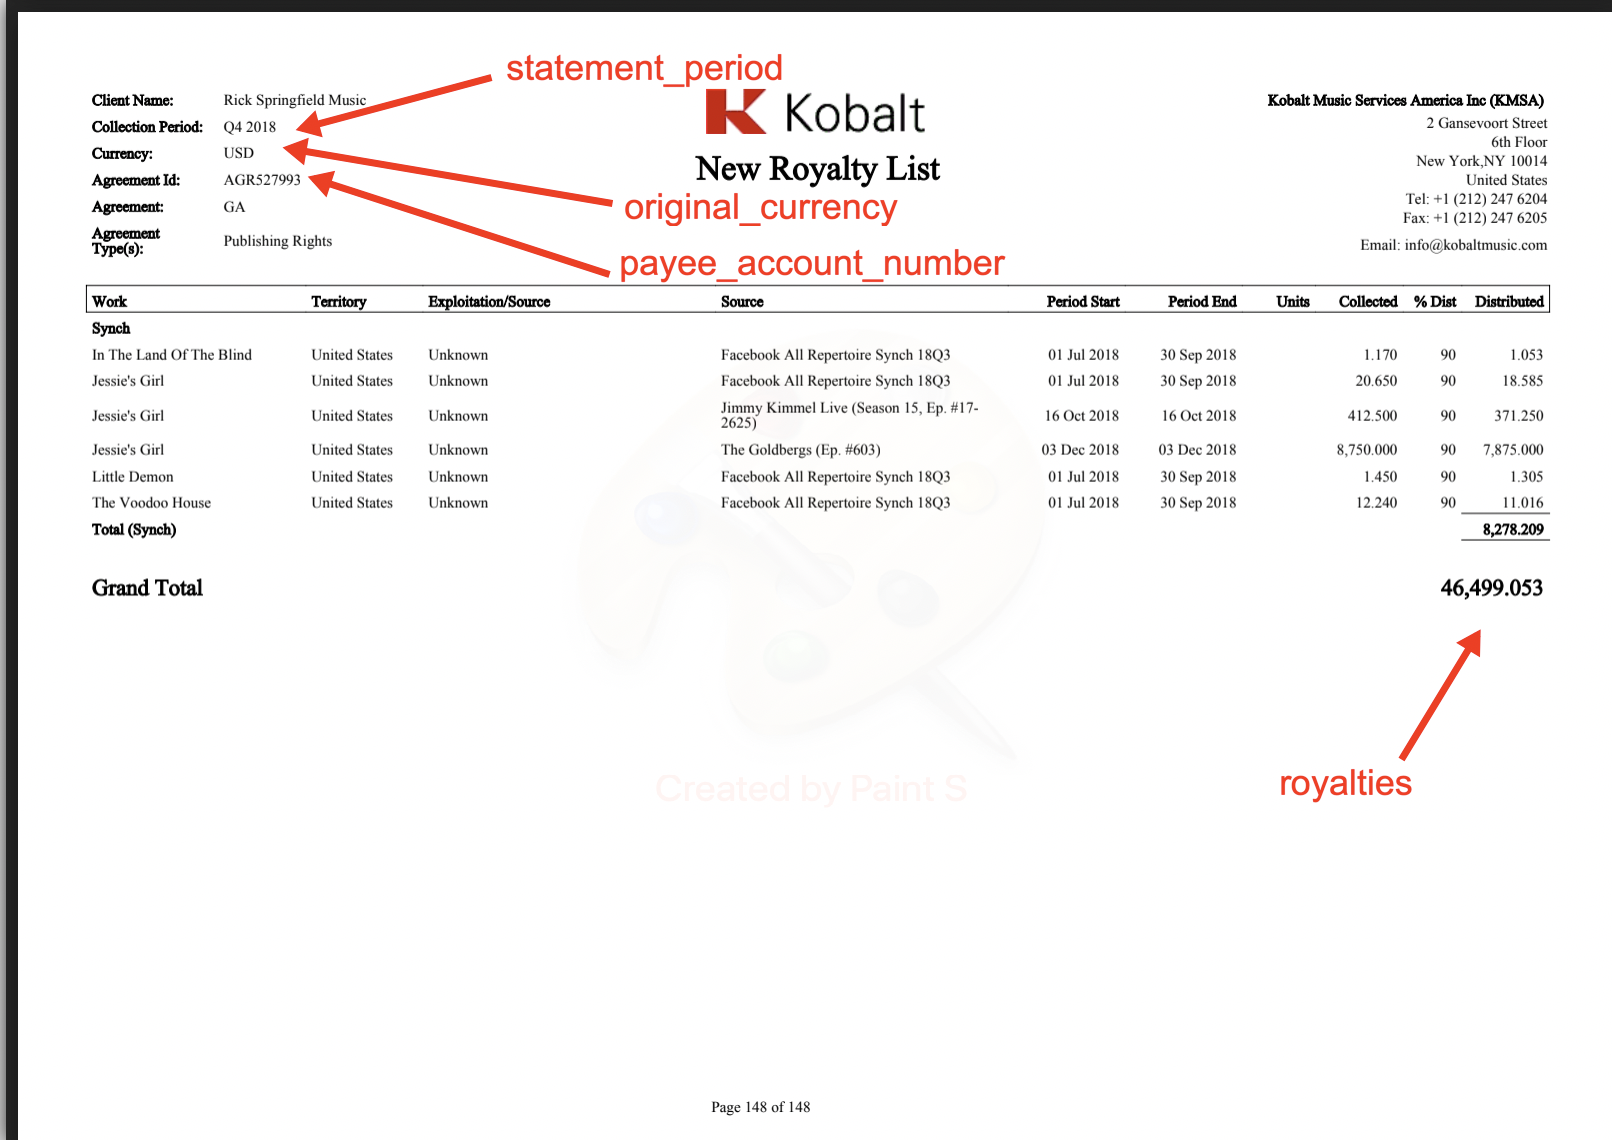 statement_period
Client Name: Rick Springfield Music
Collection Period: Q4 2018
Currency: USD
Agreement Id: AGR527993
Agreement: GA
Agreement
Type(s): Publishing Rights
Kobalt
New Royalty List
original_currency
payee_account_number
Kobalt Music Services America Inc (KMSA)
2 Gansevoort Street
6th Floor
New York,NY 10014
United States
Tel: +1 (212) 247 6204
Fax: +1 (212) 247 6205
Email: info@kobaltmusic.com
Work Territory Exploitation/Source Source Period Start Period End Units Collected % Dist Distributed
Synch
In The Land Of The Blind United States Unknown Facebook All Repertoire Synch 18Q3 01 Jul 2018 30 Sep 2018 1.170 90 1.053
Jessie's Girl United States Unknown Facebook All Repertoire Synch 18Q3 01 Jul 2018 30 Sep 2018 20.650 90 18.585
Jessie's Girl United States Unknown Jimmy Kimmel Live (Season 15, Ep. #17-
2625) 16 Oct 2018 16 Oct 2018 412.500 90 371.250
Jessie's Girl United States Unknown The Goldbergs (Ep. #603) 03 Dec 2018 03 Dec 2018 8,750.000 90 7,875.000
Little Demon United States Unknown Facebook All Repertoire Synch 18Q3 01 Jul 2018 30 Sep 2018 1.450 90 1.305
The Voodoo House United States Unknown Facebook All Repertoire Synch 18Q3 01 Jul 2018 30 Sep 2018 12.240 90 11.016
Total (Synch) 8,278.209
Grand Total 46,499.053
royalties
Created by Paint S
Page 148 of 148